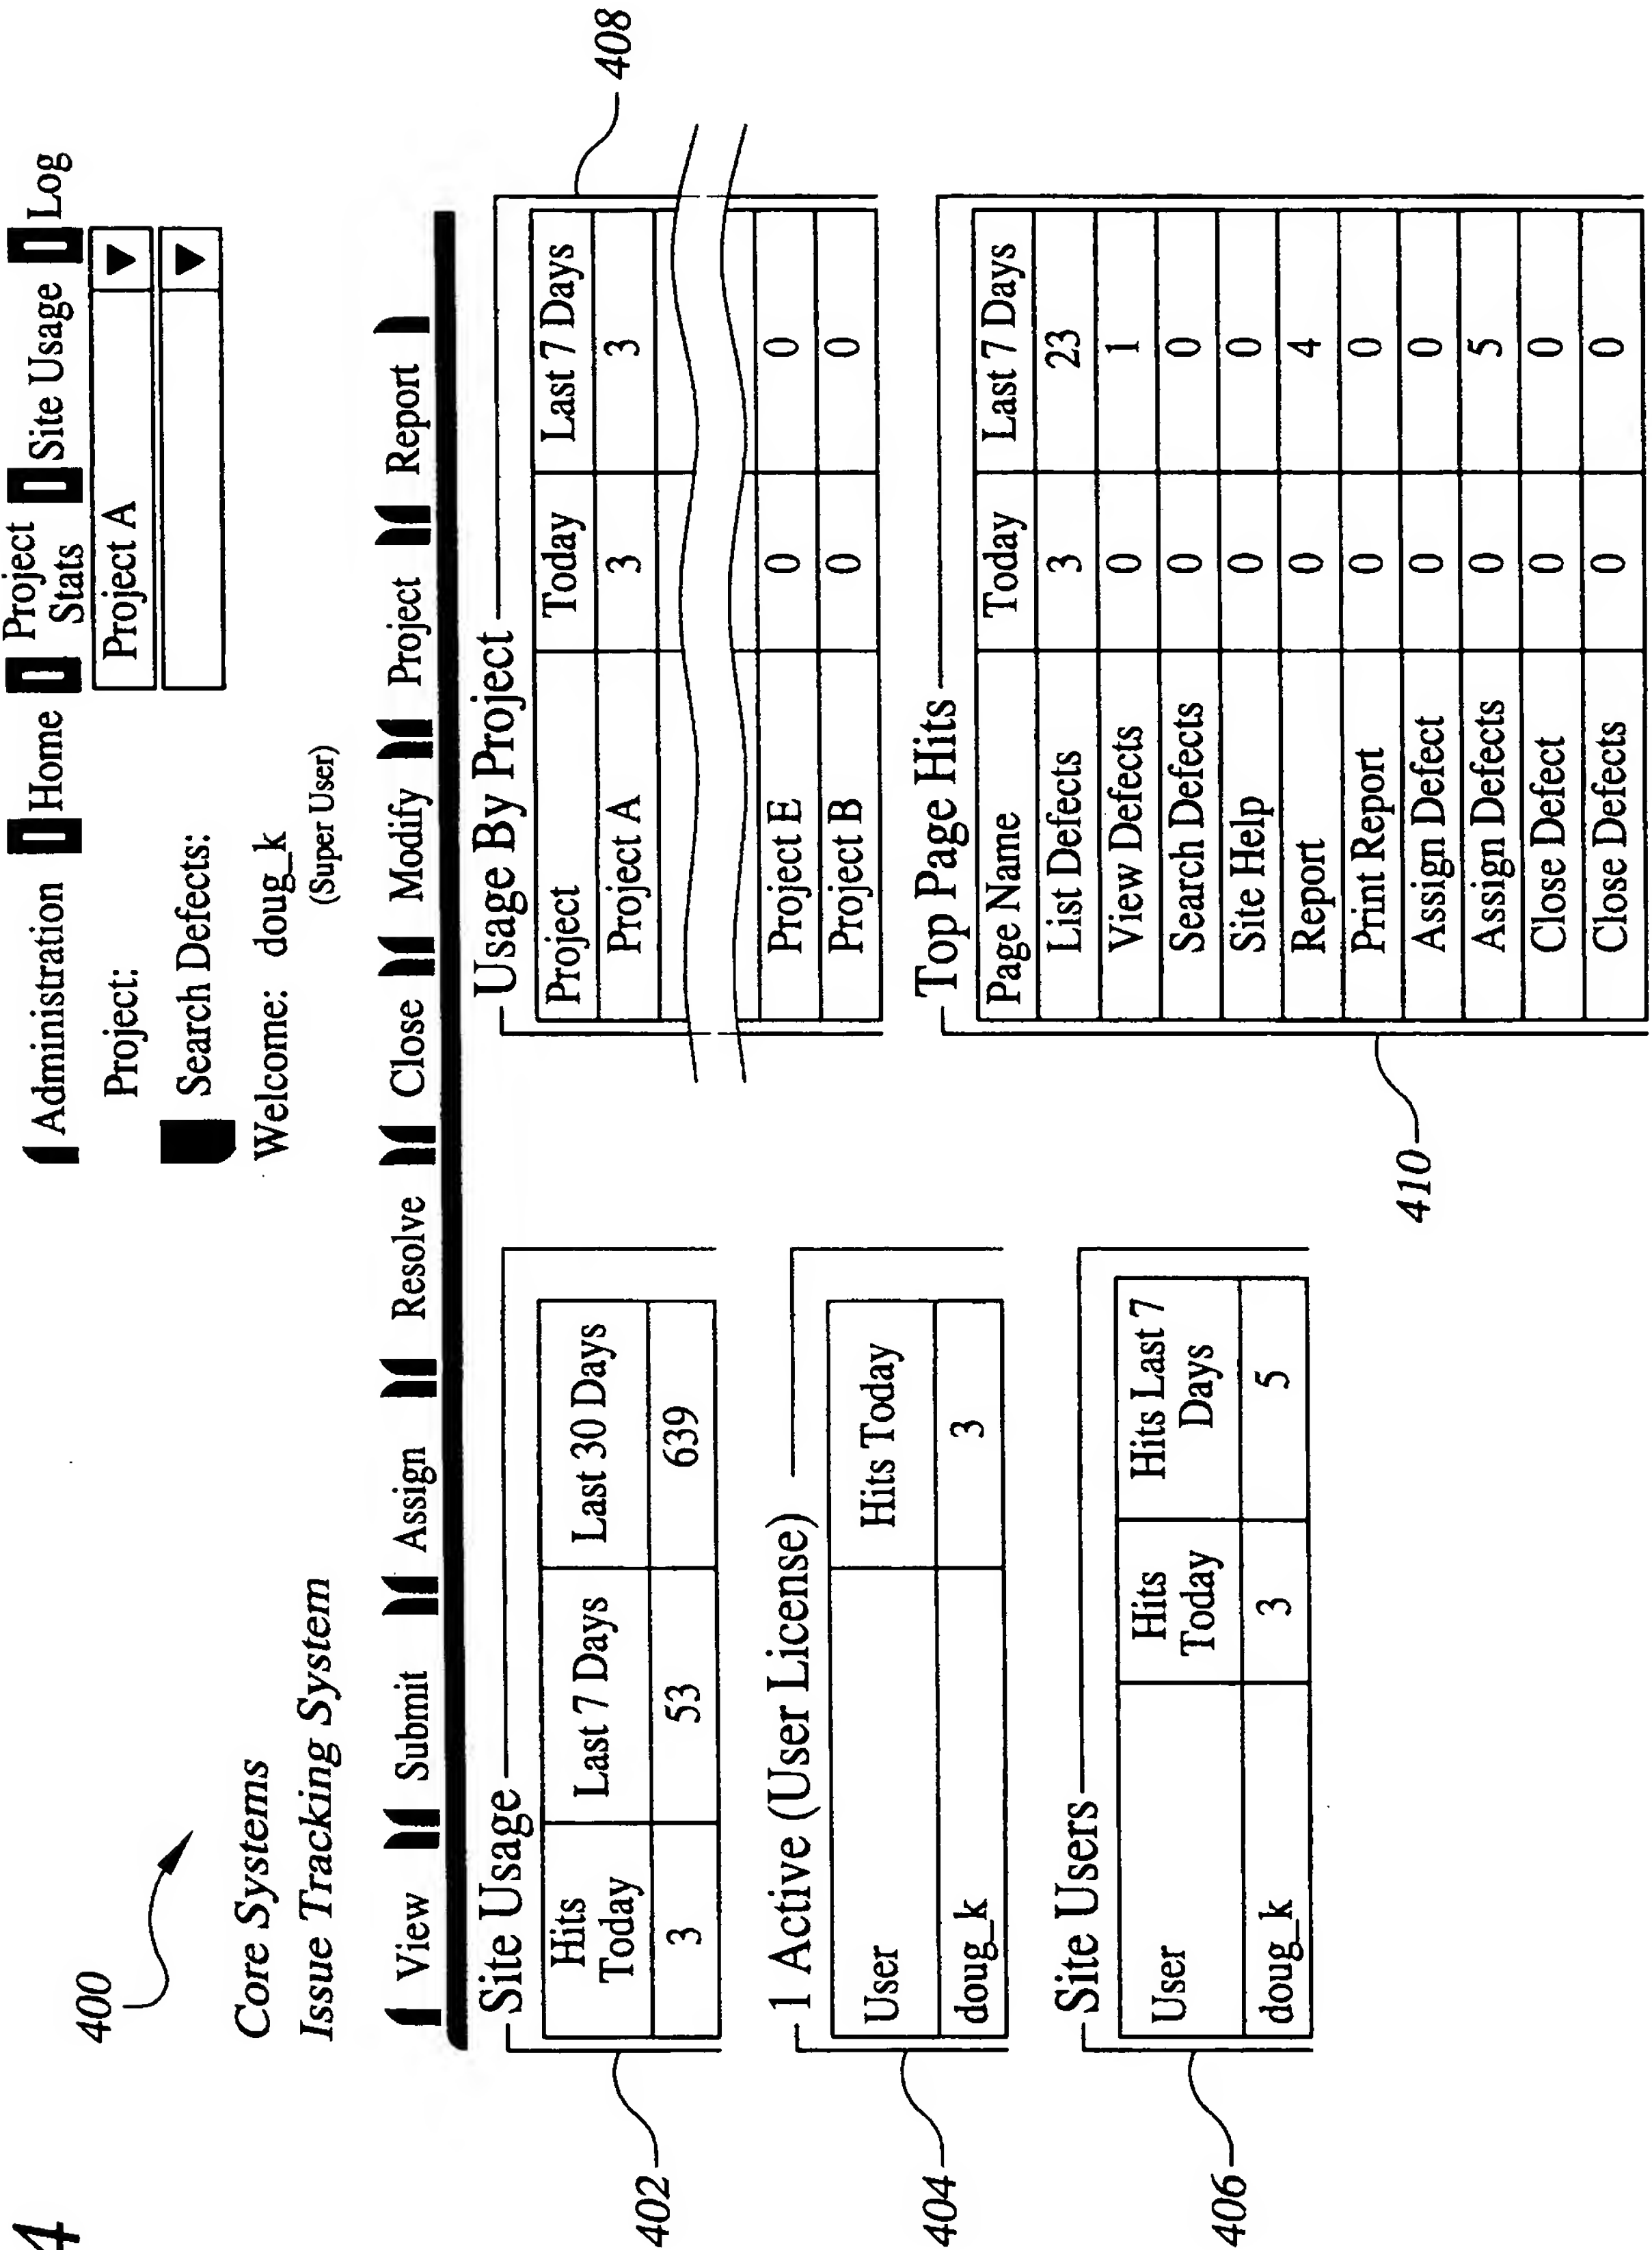 4
400
Core Systems
Issue Tracking System
Administration Home Project Stats Site Usage Log
Project: Project A
Search Defects:
Welcome: doug_k
(Super User)
View Submit Assign Resolve Close Modify Project Report
Site Usage
Hits Today Last 7 Days Last 30 Days
3 53 639
402
1 Active (User License)
User Hits Today
doug_k 3
404
Site Users
User Hits Today Hits Last 7 Days
doug_k 3 5
406
Usage By Project
Project Today Last 7 Days
Project A 3 3
Project E 0 0
Project B 0 0
408
Top Page Hits
Page Name Today Last 7 Days
List Defects 3 23
View Defects 0 1
Search Defects 0 0
Site Help 0 0
Report 0 4
Print Report 0 0
Assign Defect 0 0
Assign Defects 0 5
Close Defect 0 0
Close Defects 0 0
410